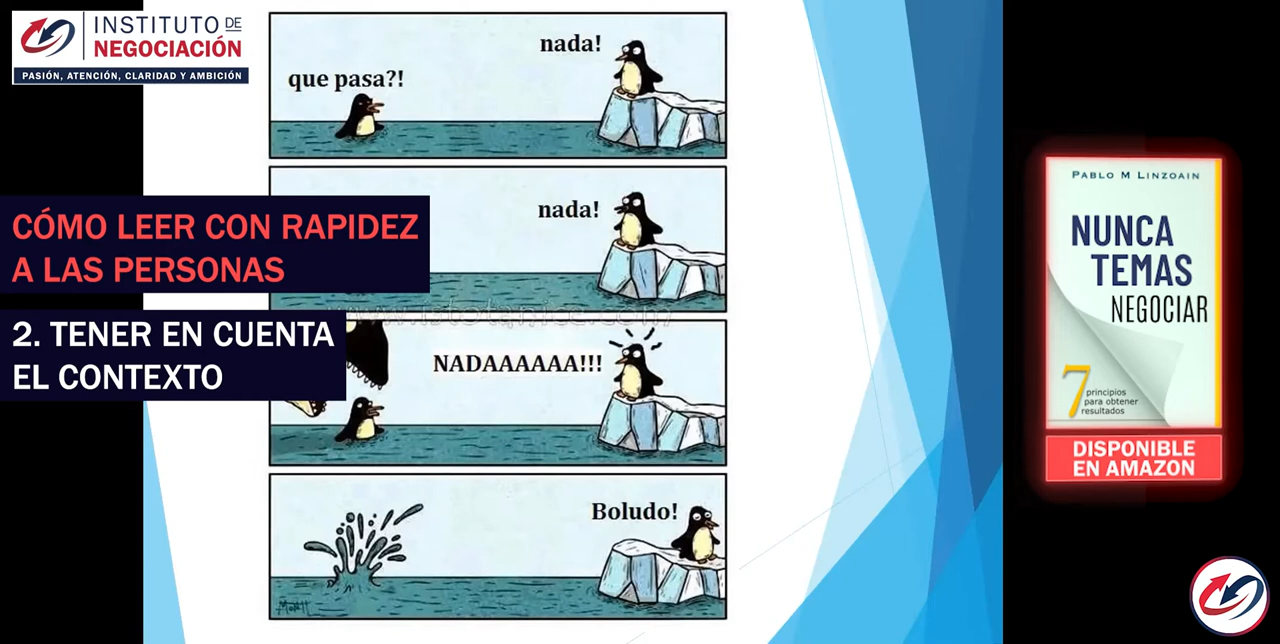 INSTITUTO DE
NEGOCIACIÓN
PASIÓN, ATENCIÓN, CLARIDAD Y AMBICIÓN
que pasa?!
nada!
nada!
CÓMO LEER CON RAPIDEZ
A LAS PERSONAS
2. TENER EN CUENTA
EL CONTEXTO
NADAAAAAA!!!
Boludo!
PABLO M LINZOAIN
NUNCA
TEMAS
NEGOCIAR
7 principios
para obtener
resultados
DISPONIBLE
EN AMAZON